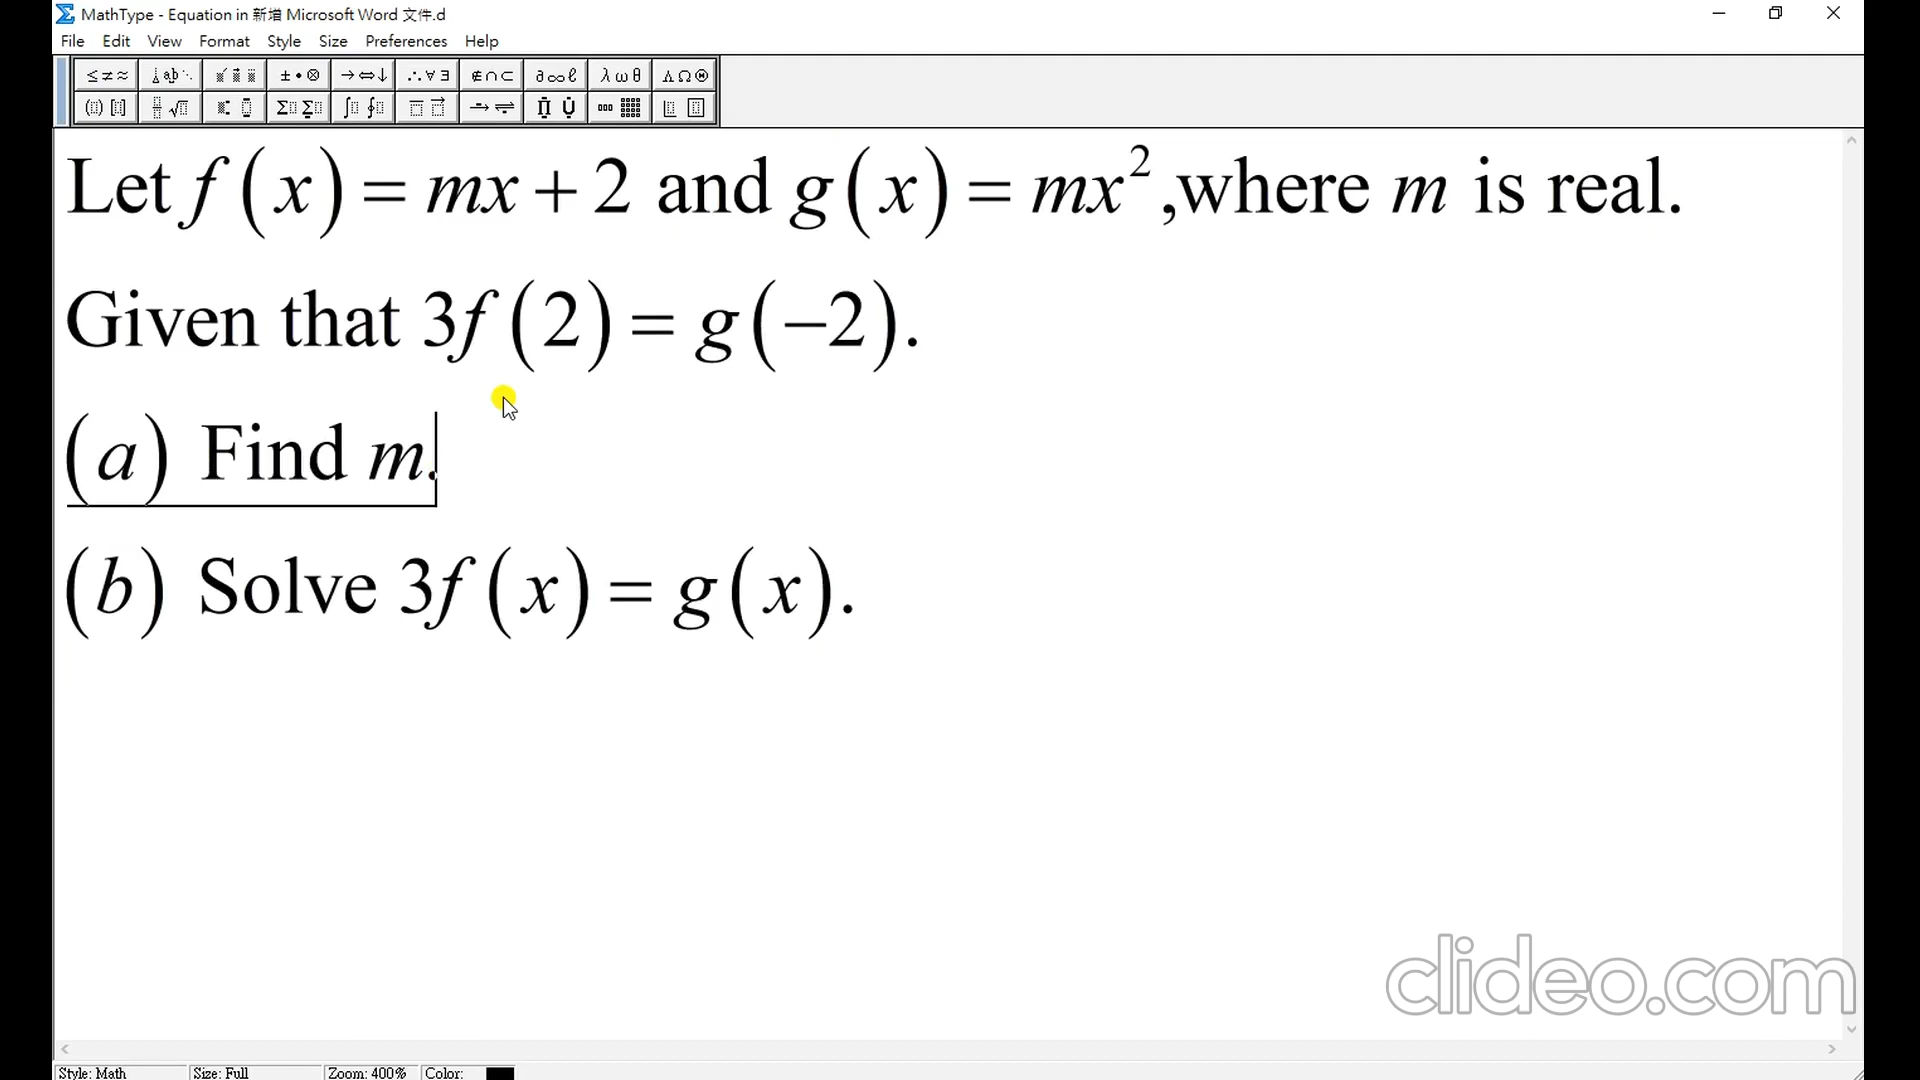 MathType - Equation in 新增 Microsoft Word 文件.d
File Edit View Format Style Size Preferences Help
Let f(x) = mx + 2 and g(x) = mx², where m is real.
Given that 3f(2) = g(−2).
(a) Find m.
(b) Solve 3f(x) = g(x).
clideo.com
Style: Math Size: Full Zoom: 400% Color: